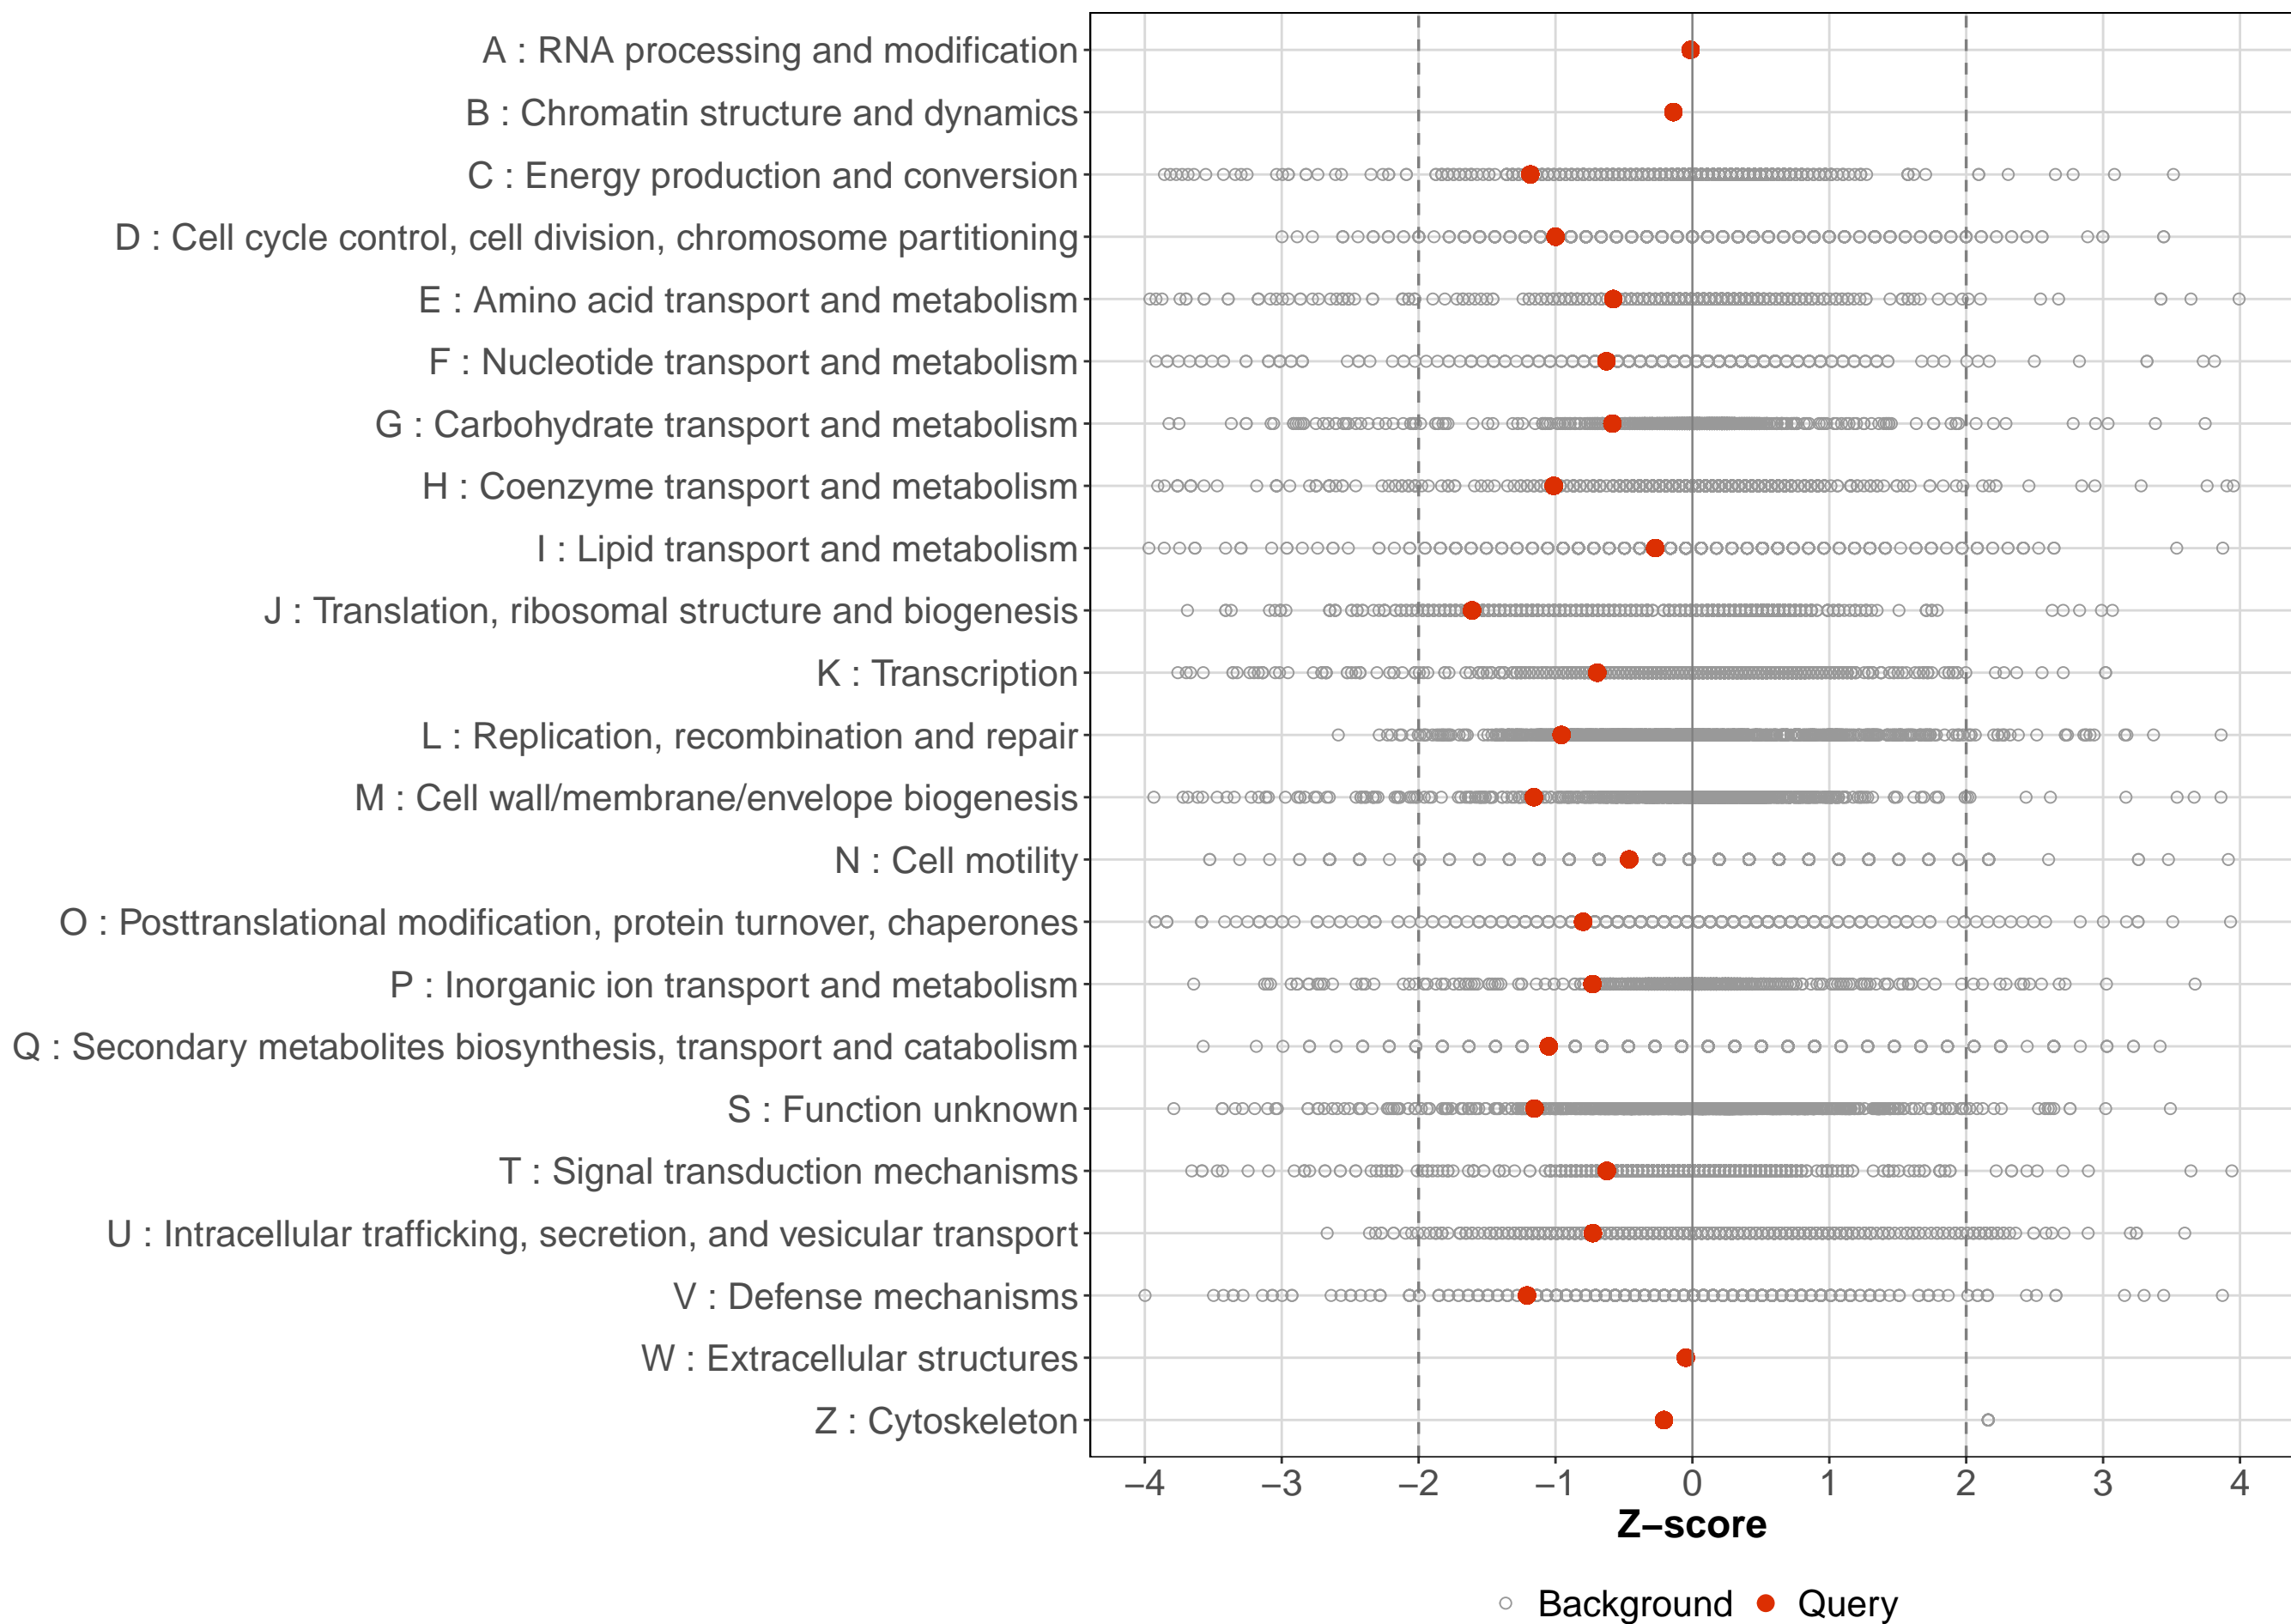 A : RNA processing and modification
B : Chromatin structure and dynamics
C : Energy production and conversion
D : Cell cycle control, cell division, chromosome partitioning
E : Amino acid transport and metabolism
F : Nucleotide transport and metabolism
G : Carbohydrate transport and metabolism
H : Coenzyme transport and metabolism
I : Lipid transport and metabolism
J : Translation, ribosomal structure and biogenesis
K : Transcription
L : Replication, recombination and repair
M : Cell wall/membrane/envelope biogenesis
N : Cell motility
O : Posttranslational modification, protein turnover, chaperones
P : Inorganic ion transport and metabolism
Q : Secondary metabolites biosynthesis, transport and catabolism
S : Function unknown
T : Signal transduction mechanisms
U : Intracellular trafficking, secretion, and vesicular transport
V : Defense mechanisms
W : Extracellular structures
Z : Cytoskeleton
−4 −3 −2 −1 0 1 2 3 4
Z−score
Background Query